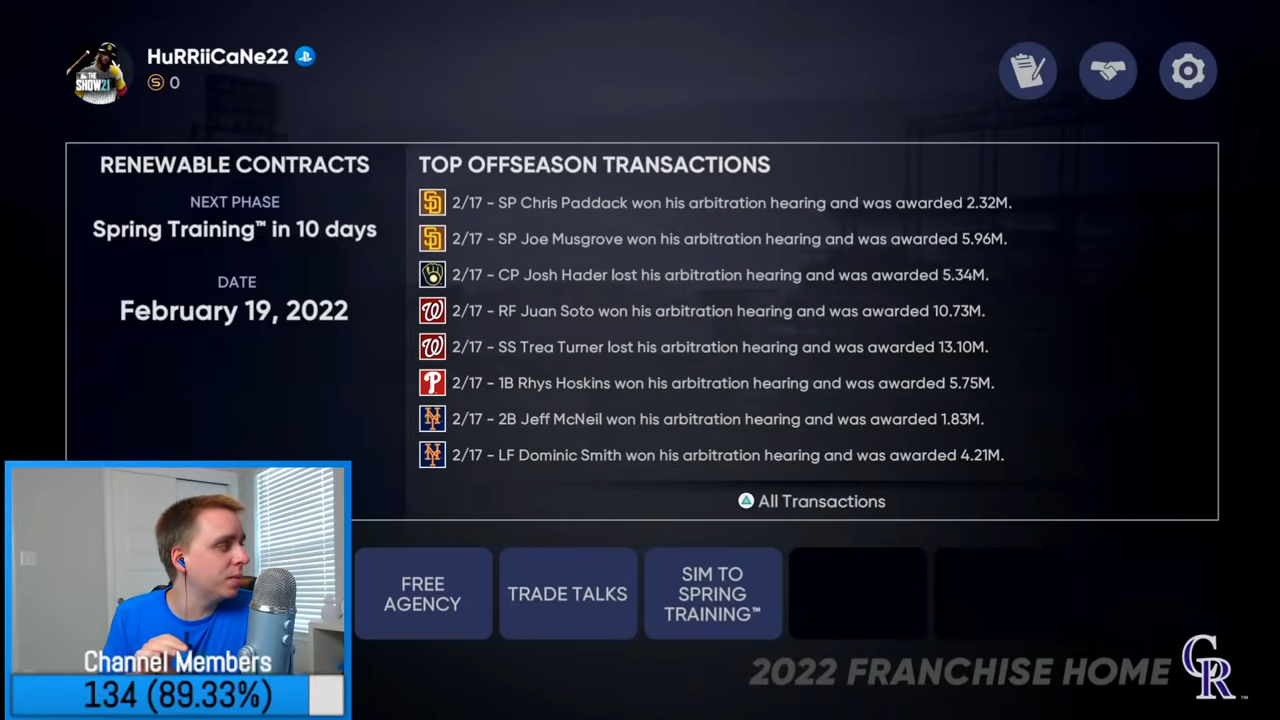 HuRRiiCaNe22
0
THE
SHOW21
RENEWABLE CONTRACTS
NEXT PHASE
Spring Training™ in 10 days
DATE
February 19, 2022
TOP OFFSEASON TRANSACTIONS
2/17 - SP Chris Paddack won his arbitration hearing and was awarded 2.32M.
2/17 - SP Joe Musgrove won his arbitration hearing and was awarded 5.96M.
2/17 - CP Josh Hader lost his arbitration hearing and was awarded 5.34M.
2/17 - RF Juan Soto won his arbitration hearing and was awarded 10.73M.
2/17 - SS Trea Turner lost his arbitration hearing and was awarded 13.10M.
2/17 - 1B Rhys Hoskins won his arbitration hearing and was awarded 5.75M.
2/17 - 2B Jeff McNeil won his arbitration hearing and was awarded 1.83M.
2/17 - LF Dominic Smith won his arbitration hearing and was awarded 4.21M.
All Transactions
FREE
AGENCY
TRADE TALKS
SIM TO
SPRING
TRAINING™
Channel Members
134 (89.33%)
2022 FRANCHISE HOME
CR